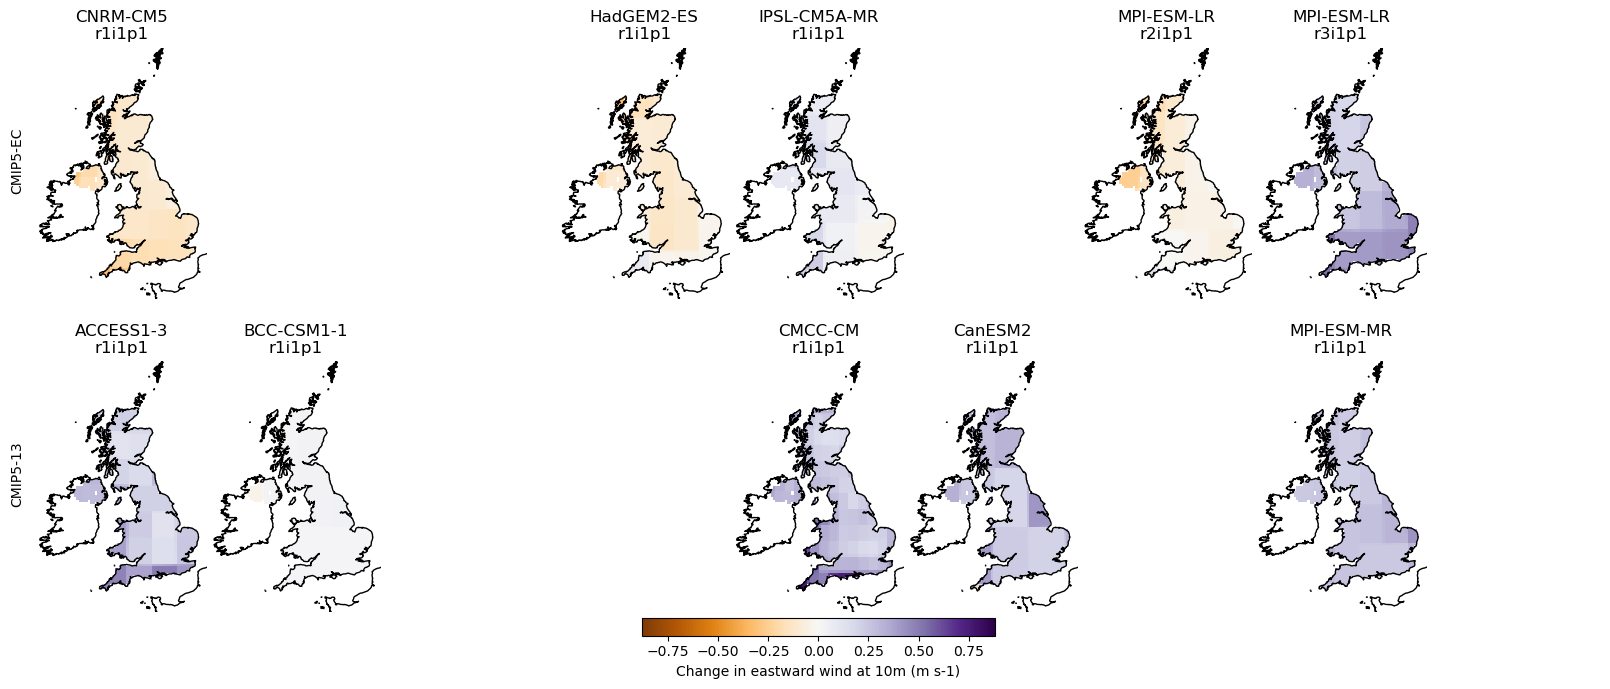 CNRM-CM5
r1i1p1
HadGEM2-ES
r1i1p1
IPSL-CM5A-MR
r1i1p1
MPI-ESM-LR
r2i1p1
MPI-ESM-LR
r3i1p1
CMIP5-EC
ACCESS1-3
r1i1p1
BCC-CSM1-1
r1i1p1
CMCC-CM
r1i1p1
CanESM2
r1i1p1
MPI-ESM-MR
r1i1p1
CMIP5-13
−0.75 −0.50 −0.25 0.00 0.25 0.50 0.75
Change in eastward wind at 10m (m s-1)